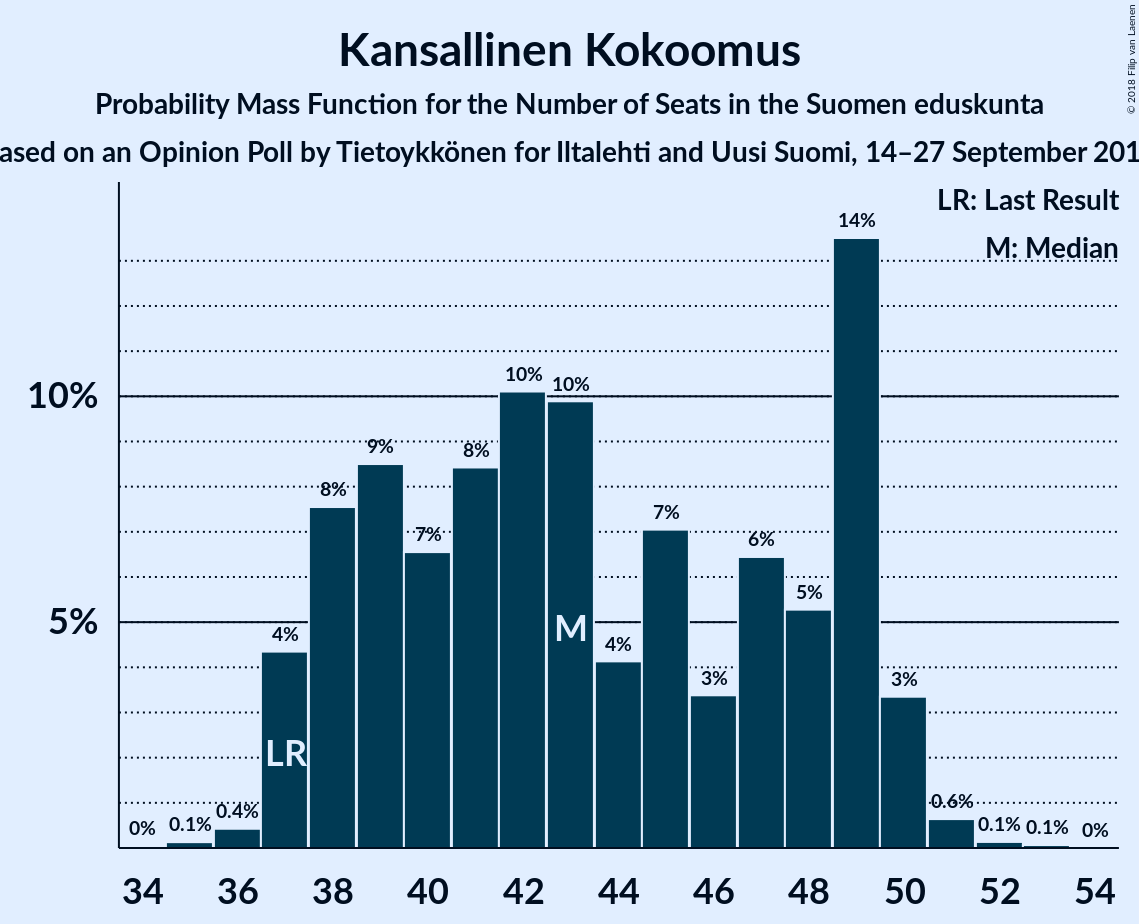 Kansallinen Kokoomus
Probability Mass Function for the Number of Seats in the Suomen eduskunta
ased on an Opinion Poll by Tietoykkönen for Iltalehti and Uusi Suomi, 14–27 September 201
© 2018 Filip van Laenen
LR: Last Result
M: Median
14%
10% 10%
10%
9% 8%
8%
7% 7% 6%
5%
5%
4% 4%
3% 3%
M
LR
0% 0.1% 0.4% 0.6% 0.1% 0.1% 0%
34 36 38 40 42 44 46 48 50 52 54